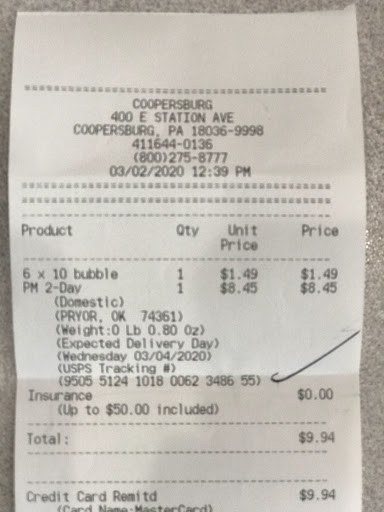 COOPERSBURG
400 E STATION AVE
COOPERSBURG, PA 18036-9998
411644-0136
(800)275-8777
03/02/2020 12:39 PM
Product Qty Unit Price
Price
6 x 10 bubble 1 $1.49 $1.49
PM 2-Day 1 $8.45 $8.45
(Domestic)
(PRYOR, OK 74361)
(Weight:0 Lb 0.80 Oz)
(Expected Delivery Day)
(Wednesday 03/04/2020)
(USPS Tracking #)
(9505 5124 1018 0062 3486 55)
Insurance $0.00
(Up to $50.00 included)
Total: $9.94
Credit Card Remitd $9.94
(Card Name:MasterCard)